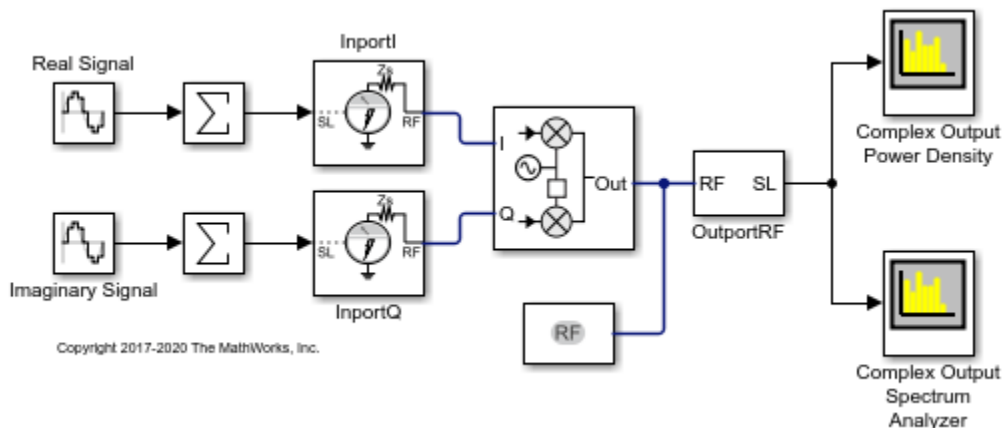 InportI
Real Signal
Zs
SL
RF
I
Q
Out
RF
SL
OutportRF
Complex Output
Power Density
Imaginary Signal
Zs
SL
RF
InportQ
RF
Copyright 2017-2020 The MathWorks, Inc.
Complex Output
Spectrum
Analyzer